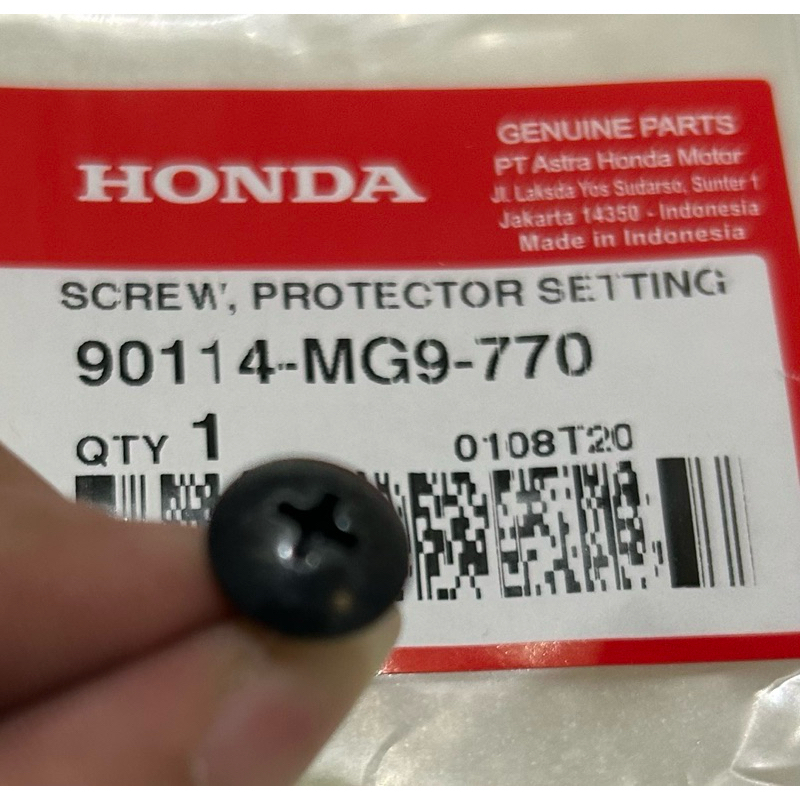 HONDA
GENUINE PARTS
PT Astra Honda Motor
Jl. Laksda Yos Sudarso, Sunter 1
Jakarta 14350 - Indonesia
Made in Indonesia
SCREW, PROTECTOR SETTING
90114-MG9-770
QTY 1
0108T20